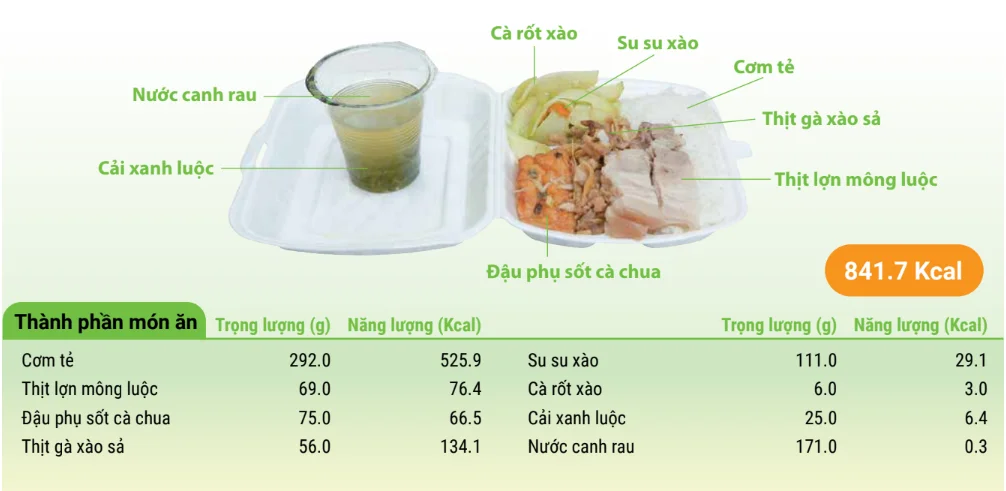 Cà rốt xào
Su su xào
Cơm tẻ
Nước canh rau
Thịt gà xào sả
Cải xanh luộc
Thịt lợn mông luộc
Đậu phụ sốt cà chua
841.7 Kcal
Thành phần món ăn Trọng lượng (g) Năng lượng (Kcal) Trọng lượng (g) Năng lượng (Kcal)
Cơm tẻ 292.0 525.9 Su su xào 111.0 29.1
Thịt lợn mông luộc 69.0 76.4 Cà rốt xào 6.0 3.0
Đậu phụ sốt cà chua 75.0 66.5 Cải xanh luộc 25.0 6.4
Thịt gà xào sả 56.0 134.1 Nước canh rau 171.0 0.3